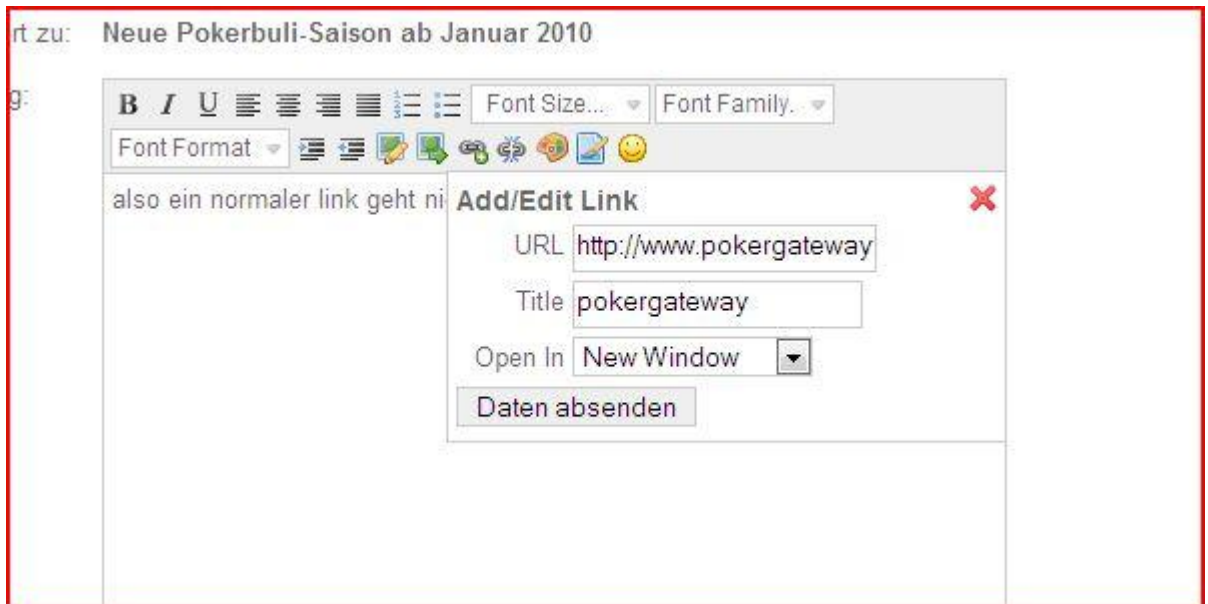 rt zu: Neue Pokerbuli-Saison ab Januar 2010
g:
B I U Font Size... Font Family.
Font Format
also ein normaler link geht ni
Add/Edit Link
URL http://www.pokergateway
Title pokergateway
Open In New Window
Daten absenden